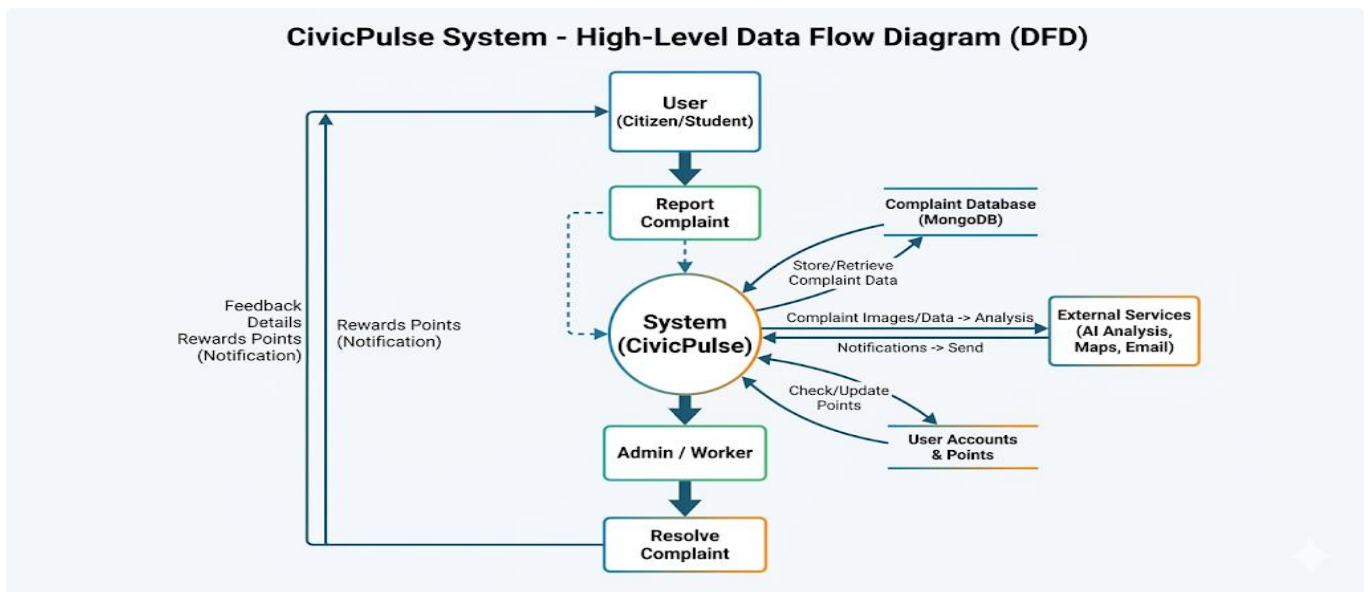 CivicPulse System - High-Level Data Flow Diagram (DFD)
User
(Citizen/Student)
Report
Complaint
Complaint Database
(MongoDB)
Store/Retrieve
Complaint Data
Feedback
Details
Rewards Points
(Notification)
Rewards Points
(Notification)
System
(CivicPulse)
Complaint Images/Data -> Analysis
Notifications -> Send
External Services
(AI Analysis,
Maps, Email)
Check/Update
Points
User Accounts
& Points
Admin / Worker
Resolve
Complaint